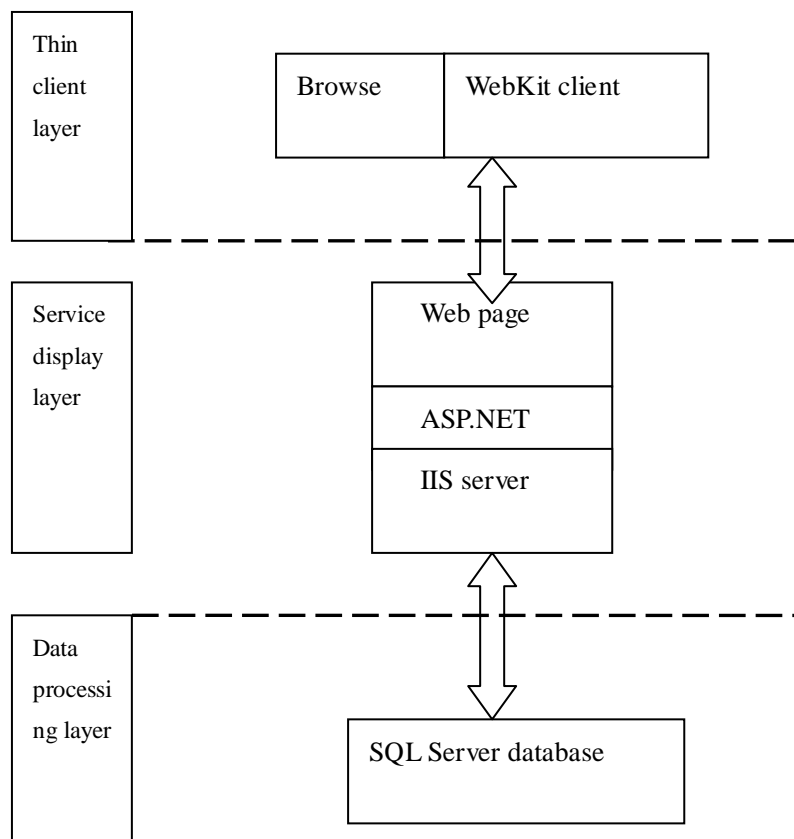 Thin
client
layer
Browse
WebKit client
Service
display
layer
Web page
ASP.NET
IIS server
Data
processi
ng layer
SQL Server database